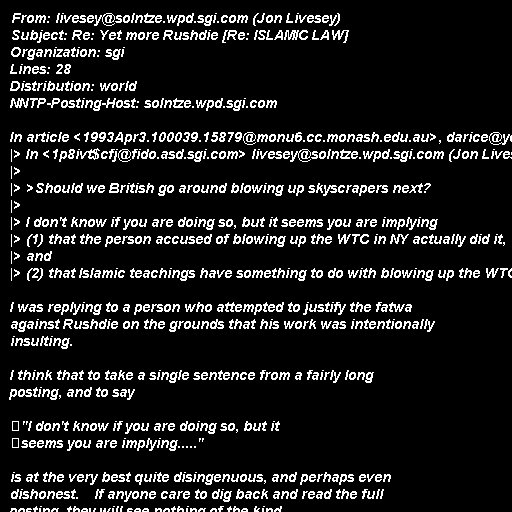 From: livesey@solntze.wpd.sgi.com (Jon Livesey)
Subject: Re: Yet more Rushdie [Re: ISLAMIC LAW]
Organization: sgi
Lines: 28
Distribution: world
NNTP-Posting-Host: solntze.wpd.sgi.com

In article <1993Apr3.100039.15879@monu6.cc.monash.edu.au>, darice@y
|> In <1p8ivt$cfj@fido.asd.sgi.com> livesey@solntze.wpd.sgi.com (Jon Live
|>
|> >Should we British go around blowing up skyscrapers next?
|>
|> I don't know if you are doing so, but it seems you are implying
|> (1) that the person accused of blowing up the WTC in NY actually did it,
|> and
|> (2) that Islamic teachings have something to do with blowing up the WTC

I was replying to a person who attempted to justify the fatwa
against Rushdie on the grounds that his work was intentionally
insulting.

I think that to take a single sentence from a fairly long
posting, and to say

"I don't know if you are doing so, but it
seems you are implying....."

is at the very best quite disingenuous, and perhaps even
dishonest. If anyone care to dig back and read the full
posting, they will see nothing of the kind